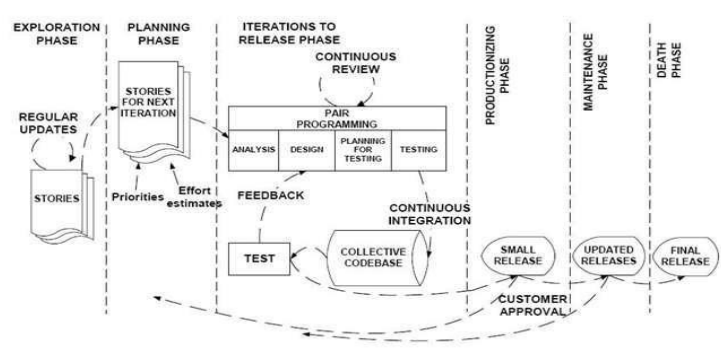 EXPLORATION
PHASE
PLANNING
PHASE
ITERATIONS TO
RELEASE PHASE
PRODUCTIONIZING
PHASE
MAINTENANCE
PHASE
DEATH
PHASE
CONTINUOUS
REVIEW
STORIES
FOR NEXT
ITERATION
REGULAR
UPDATES
PAIR
PROGRAMMING
ANALYSIS
DESIGN
PLANNING
FOR
TESTING
TESTING
STORIES
Priorities
Effort
estimates
FEEDBACK
CONTINUOUS
INTEGRATION
TEST
COLLECTIVE
CODEBASE
SMALL
RELEASE
UPDATED
RELEASES
FINAL
RELEASE
CUSTOMER
APPROVAL